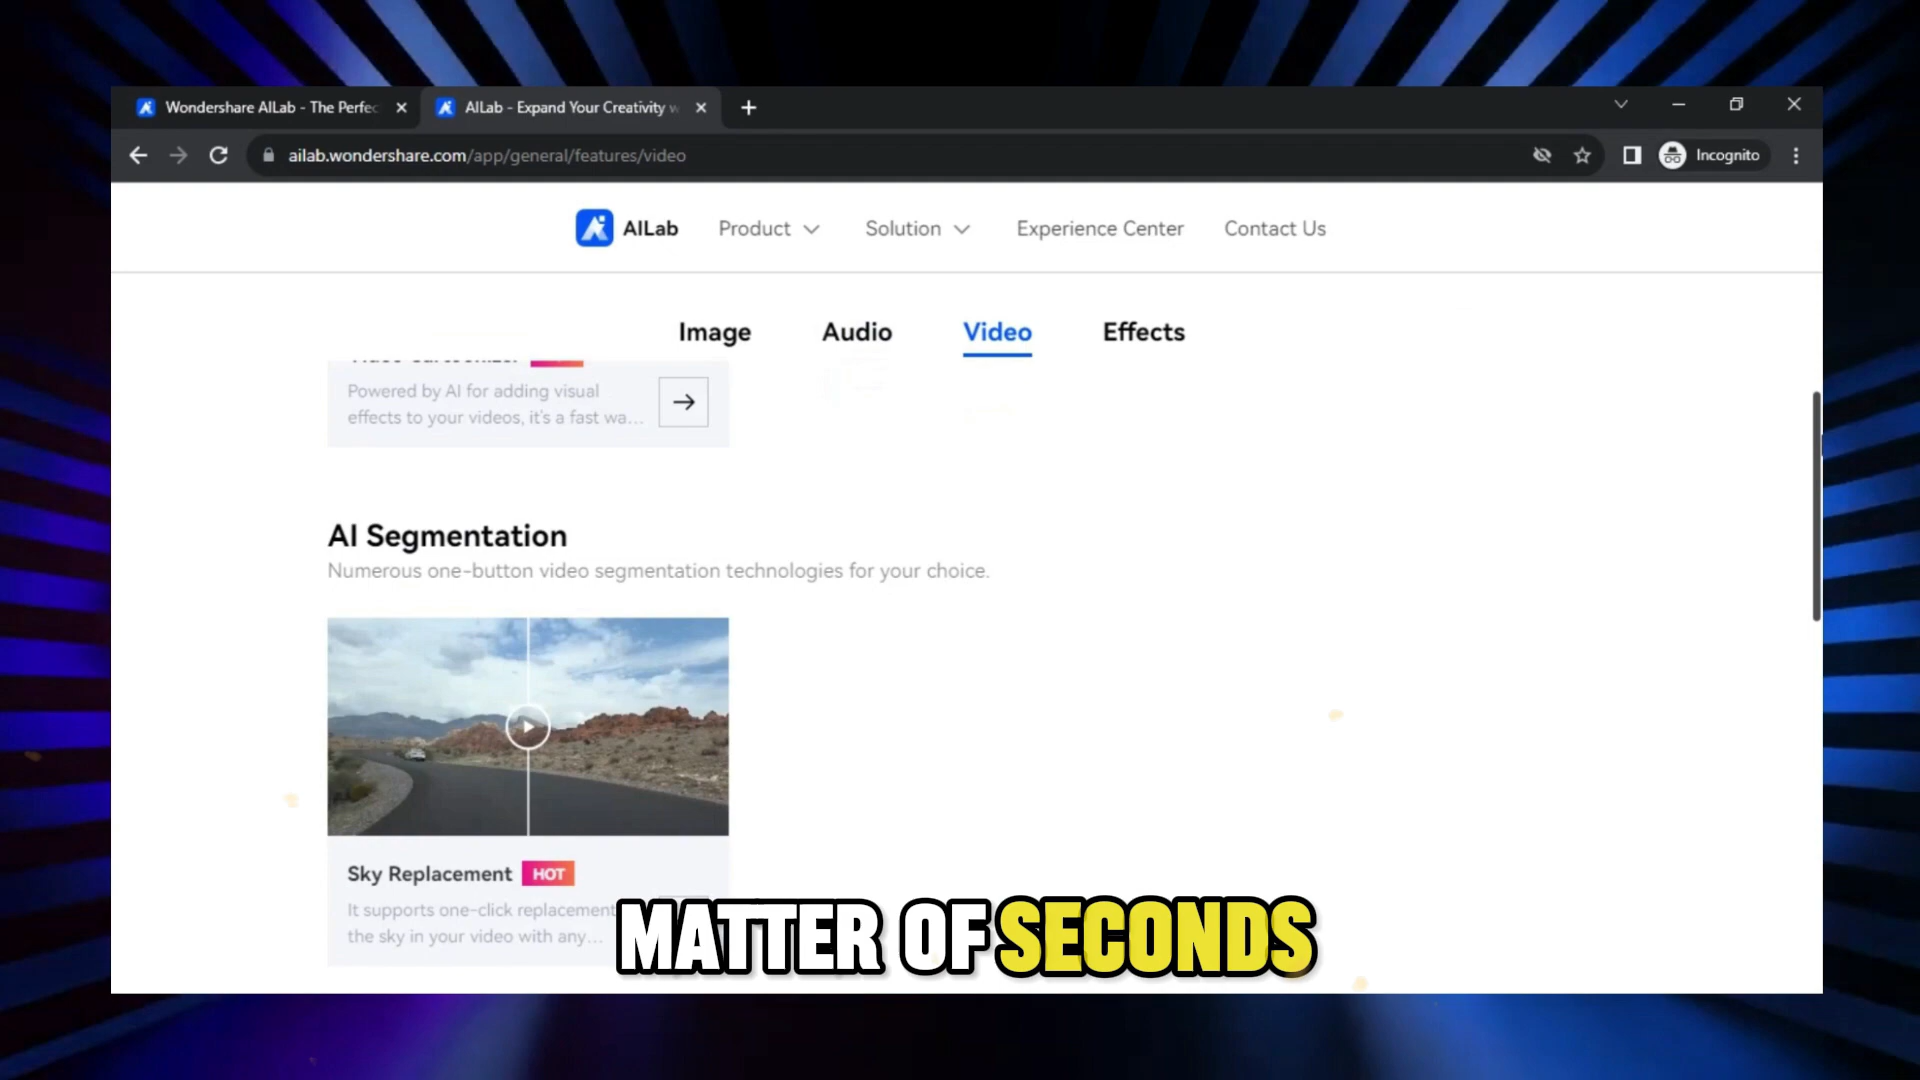 Wondershare AILab - The Perfec
AILab - Expand Your Creativity w
ailab.wondershare.com/app/general/features/video
Incognito
AILab
Product
Solution
Experience Center
Contact Us
Image
Audio
Video
Effects
Powered by AI for adding visual
effects to your videos, it's a fast wa...
AI Segmentation
Numerous one-button video segmentation technologies for your choice.
Sky Replacement HOT
It supports one-click replacement
the sky in your video with any...
MATTER OF SECONDS